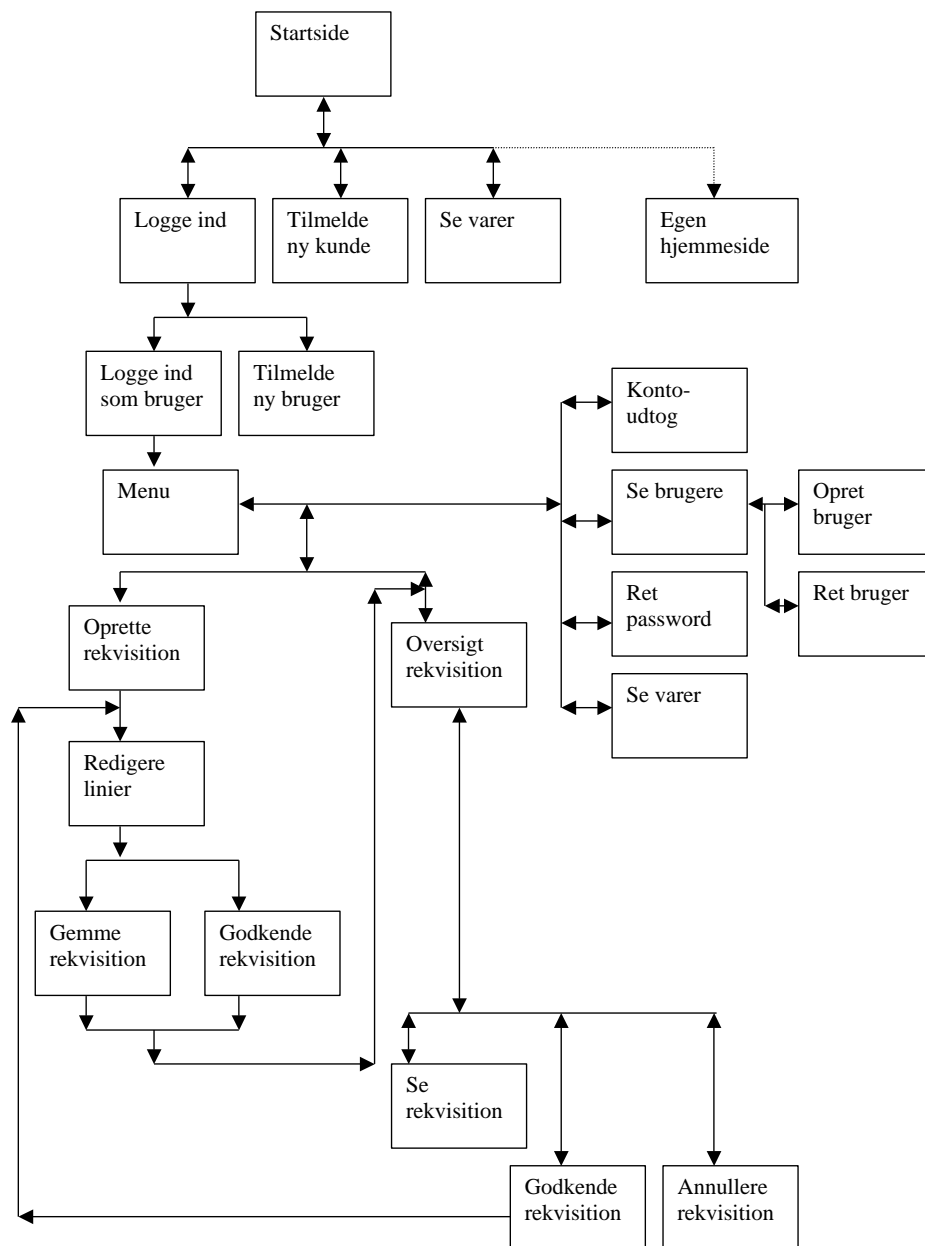 Startside
Logge ind
Tilmelde
ny kunde
Se varer
Egen
hjemmeside
Logge ind
som bruger
Tilmelde
ny bruger
Konto-
udtog
Menu
Se brugere
Opret
bruger
Oprette
rekvisition
Oversigt
rekvisition
Ret
password
Ret bruger
Se varer
Redigere
linier
Gemme
rekvisition
Godkende
rekvisition
Se
rekvisition
Godkende
rekvisition
Annullere
rekvisition